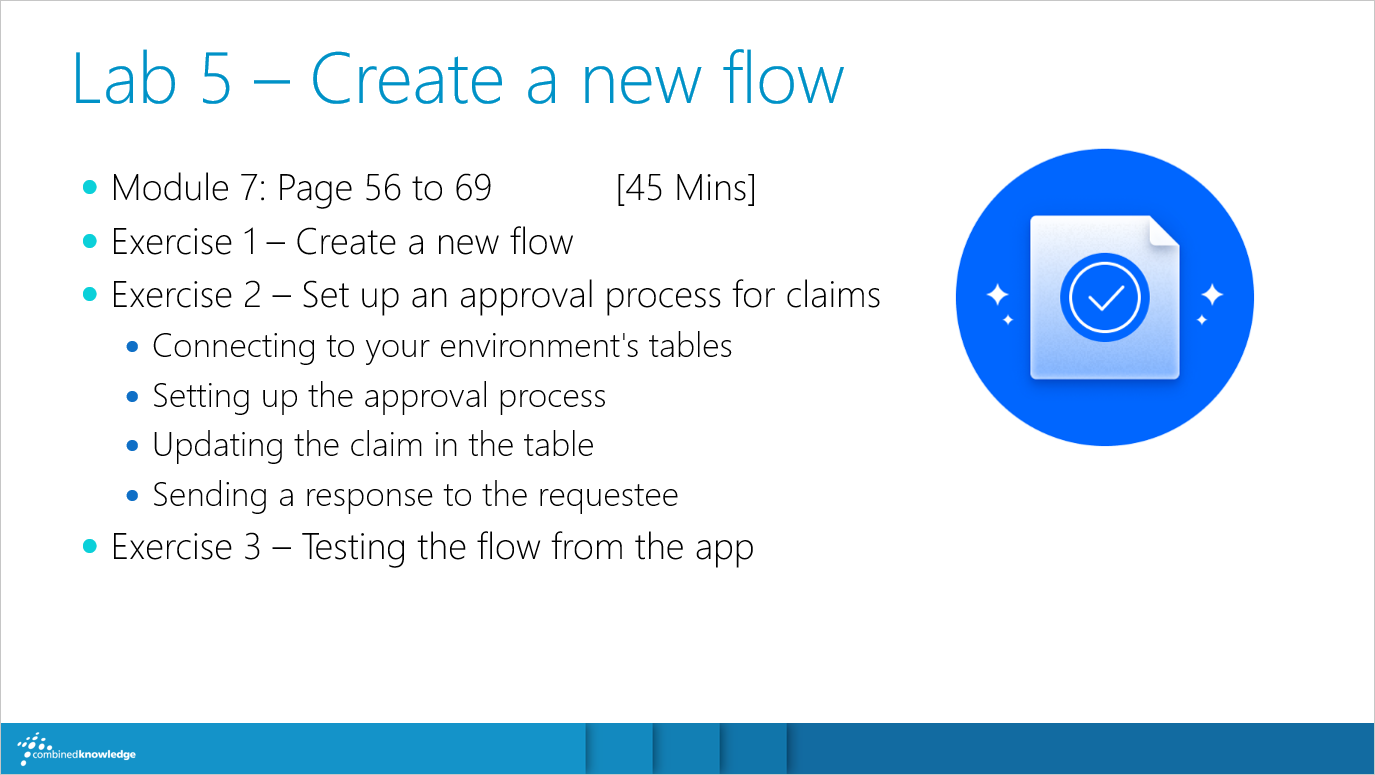 Lab 5 – Create a new flow
Module 7: Page 56 to 69 [45 Mins]
Exercise 1 – Create a new flow
Exercise 2 – Set up an approval process for claims
Connecting to your environment's tables
Setting up the approval process
Updating the claim in the table
Sending a response to the requestee
Exercise 3 – Testing the flow from the app
combinedknowledge